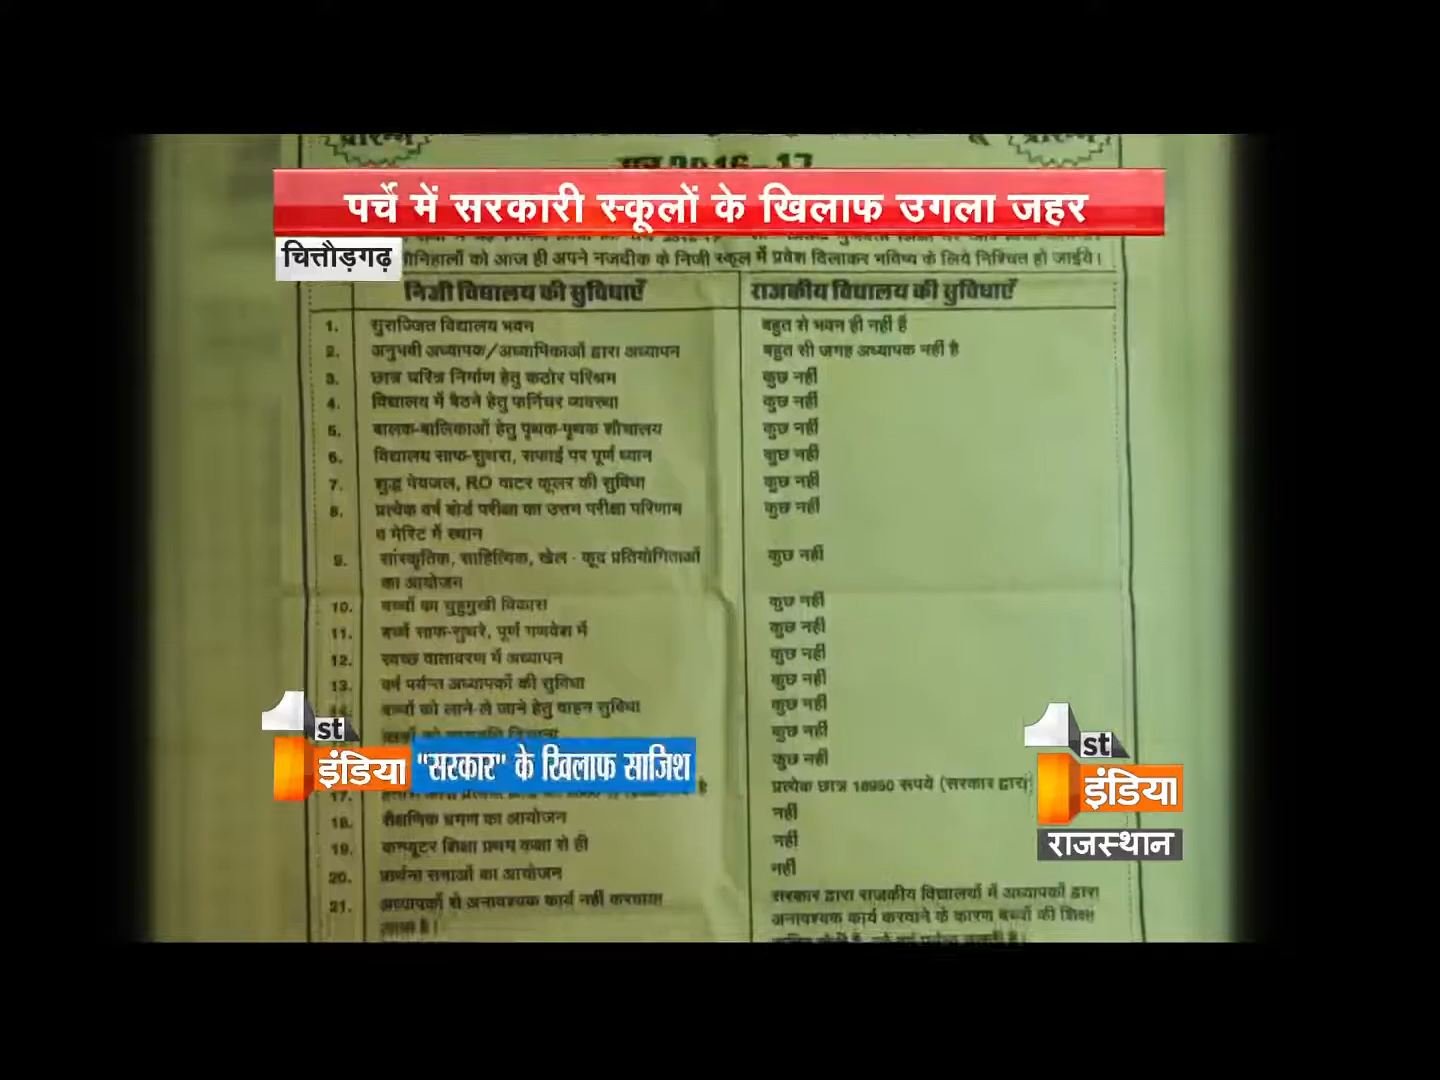 प्रारम्भ
प्रारम्भ
सत्र 2016-17
पर्चे में सरकारी स्कूलों के खिलाफ उगला जहर
चित्तौड़गढ़
नौनिहालों को आज ही अपने नजदीक के निजी स्कूल में प्रवेश दिलाकर भविष्य के लिये निश्चिंत हो जाईये।
निजी विद्यालय की सुविधाएँ राजकीय विद्यालय की सुविधाएँ
1. सुसज्जित विद्यालय भवन बहुत से भवन ही नहीं है
2. अनुभवी अध्यापक/अध्यापिकाओं द्वारा अध्यापन बहुत सी जगह अध्यापक नहीं है
3. छात्र चरित्र निर्माण हेतु कठोर परिश्रम कुछ नहीं
4. विद्यालय में बैठने हेतु फर्निचर व्यवस्था कुछ नहीं
5. बालक-बालिकाओं हेतु पृथक-पृथक शौचालय कुछ नहीं
6. विद्यालय साफ-सुथरा, सफाई पर पूर्ण ध्यान कुछ नहीं
7. शुद्ध पेयजल, RO वाटर कूलर की सुविधा कुछ नहीं
8. प्रत्येक वर्ष बोर्ड परीक्षा का उत्तम परीक्षा परिणाम कुछ नहीं
व मेरिट में स्थान
9. सांस्कृतिक, साहित्यिक, खेल - कूद प्रतियोगिताओं कुछ नहीं
का आयोजन
10. बच्चों का चुहुमुखी विकास कुछ नहीं
11. बच्चे साफ-सुथरे, पूर्ण गणवेश में कुछ नहीं
12. स्वच्छ वातावरण में अध्यापन कुछ नहीं
13. वर्ष पर्यन्त अध्यापकों की सुविधा कुछ नहीं
14. बच्चों को लाने-ले जाने हेतु वाहन सुविधा कुछ नहीं
कुछ नहीं
कुछ नहीं
1st इंडिया "सरकार" के खिलाफ साजिश
1st इंडिया राजस्थान
17. है प्रत्येक छात्र 18950 रूपये (सरकार द्वारा)
18. शैक्षणिक भ्रमण का आयोजन नहीं
19. कम्प्यूटर शिक्षा प्रथम कक्षा से ही नहीं
20. प्रार्थना सभाओं का आयोजन नहीं
21. अध्यापकों से अनावश्यक कार्य नहीं करवाया सरकार द्वारा राजकीय विद्यालयों में अध्यापकों द्वारा
जाता है। अनावश्यक कार्य करवाने के कारण बच्चों की शिक्षा